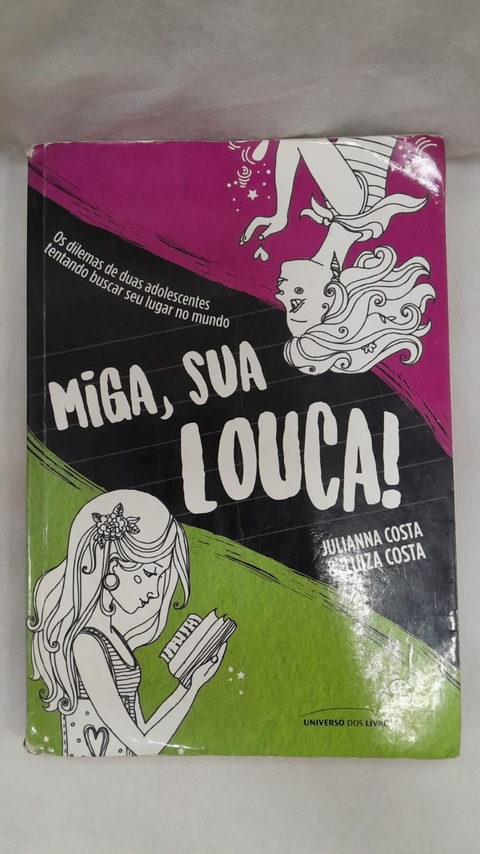 Os dilemas de duas adolescentes
tentando buscar seu lugar no mundo
MiGA, SUA
LOUCA!
JULIANNA COSTA
& LUIZA COSTA
UNIVERSO DOS LIVROS